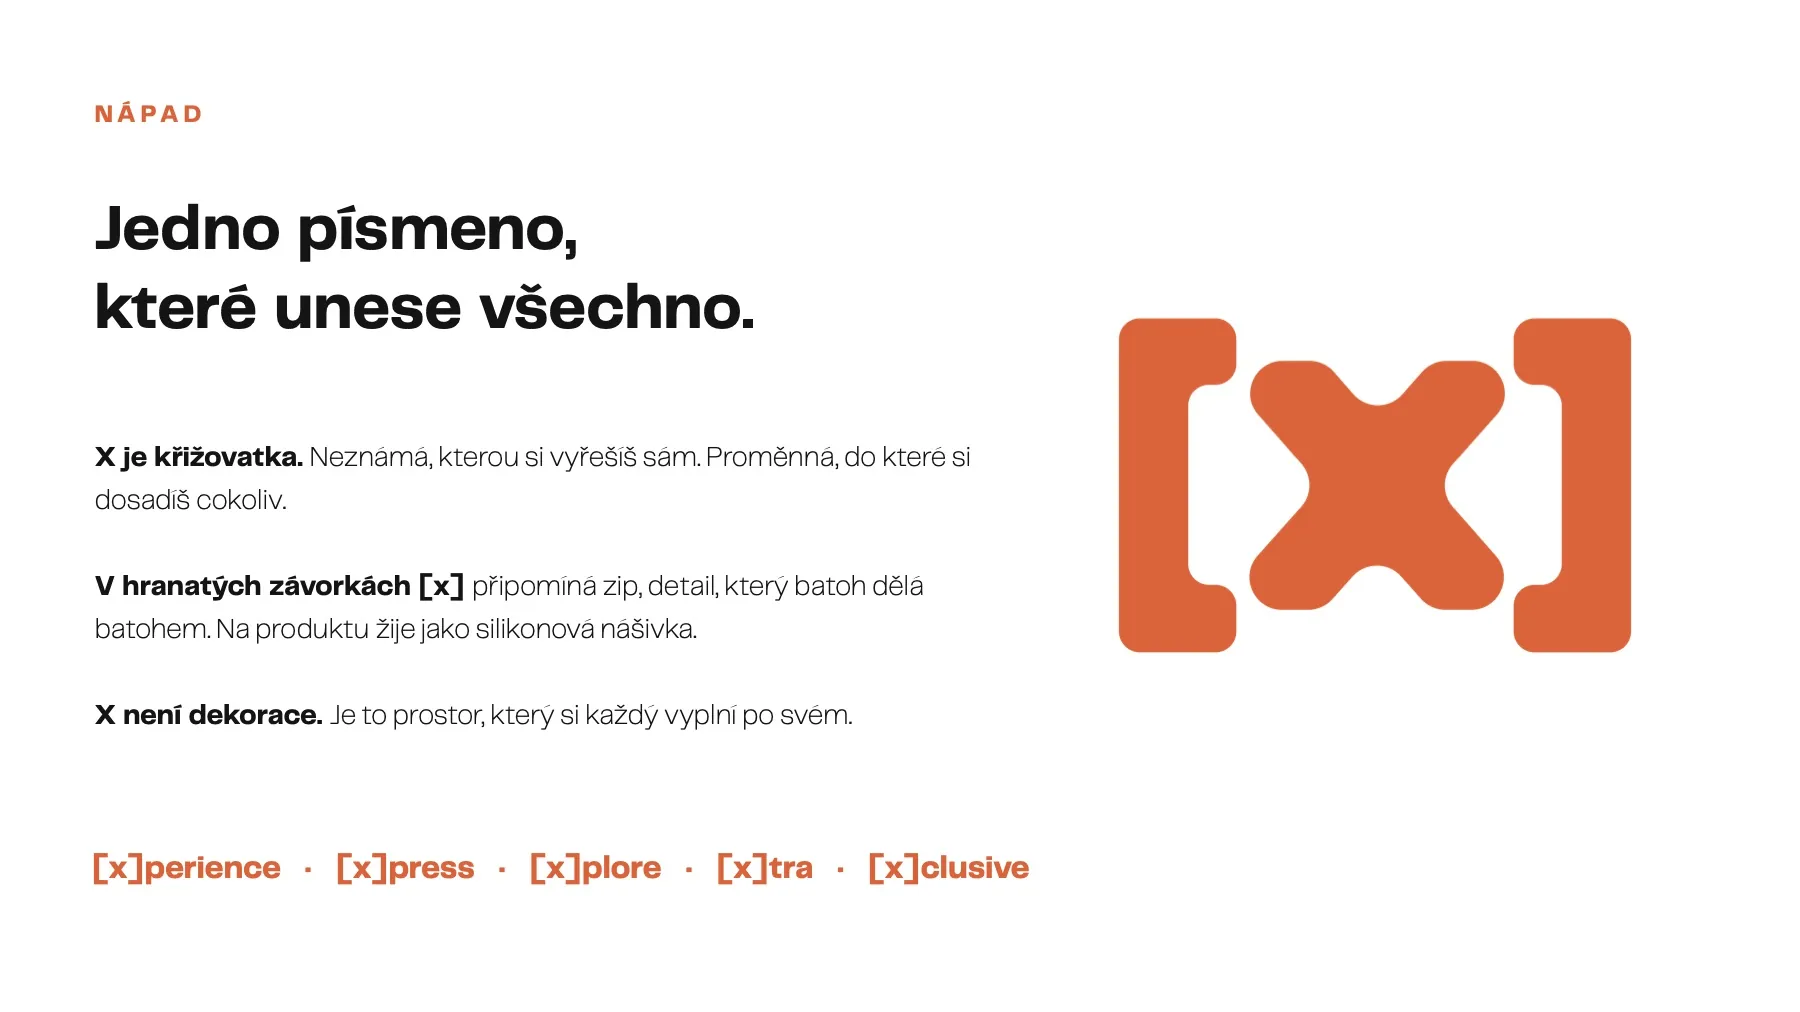 NÁPAD
Jedno písmeno,
které unese všechno.
X je křižovatka. Neznámá, kterou si vyřešíš sám. Proměnná, do které si
dosadíš cokoliv.
V hranatých závorkách [x] připomíná zip, detail, který batoh dělá
batohem. Na produktu žije jako silikonová nášivka.
X není dekorace. Je to prostor, který si každý vyplní po svém.
[x]perience · [x]press · [x]plore · [x]tra · [x]clusive
[x]